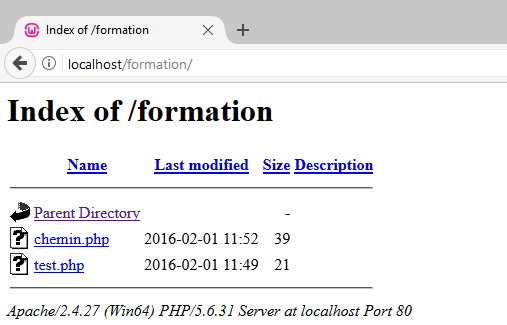 Index of /formation
localhost/formation/
Index of /formation
Name Last modified Size Description
Parent Directory -
chemin.php 2016-02-01 11:52 39
test.php 2016-02-01 11:49 21
Apache/2.4.27 (Win64) PHP/5.6.31 Server at localhost Port 80